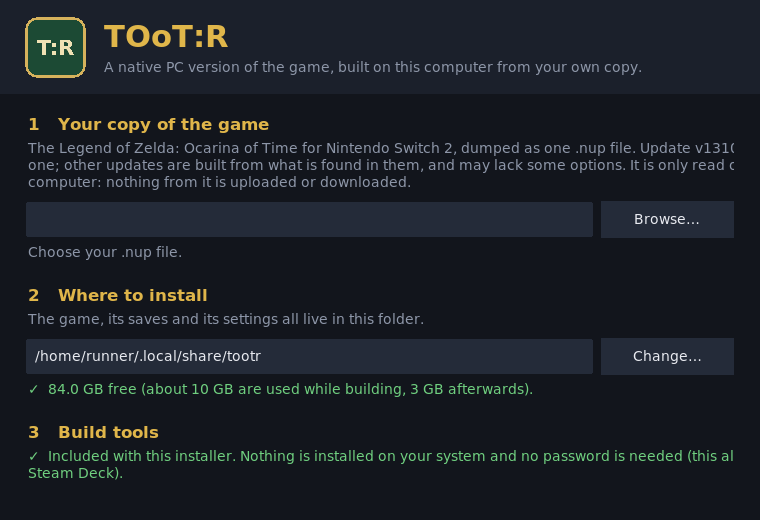 T:R
TOoT:R
A native PC version of the game, built on this computer from your own copy.
1 Your copy of the game
The Legend of Zelda: Ocarina of Time for Nintendo Switch 2, dumped as one .nup file. Update v131
one; other updates are built from what is found in them, and may lack some options. It is only read
computer: nothing from it is uploaded or downloaded.
Browse...
Choose your .nup file.
2 Where to install
The game, its saves and its settings all live in this folder.
/home/runner/.local/share/tootr
Change...
✓ 84.0 GB free (about 10 GB are used while building, 3 GB afterwards).
3 Build tools
✓ Included with this installer. Nothing is installed on your system and no password is needed (this al
Steam Deck).